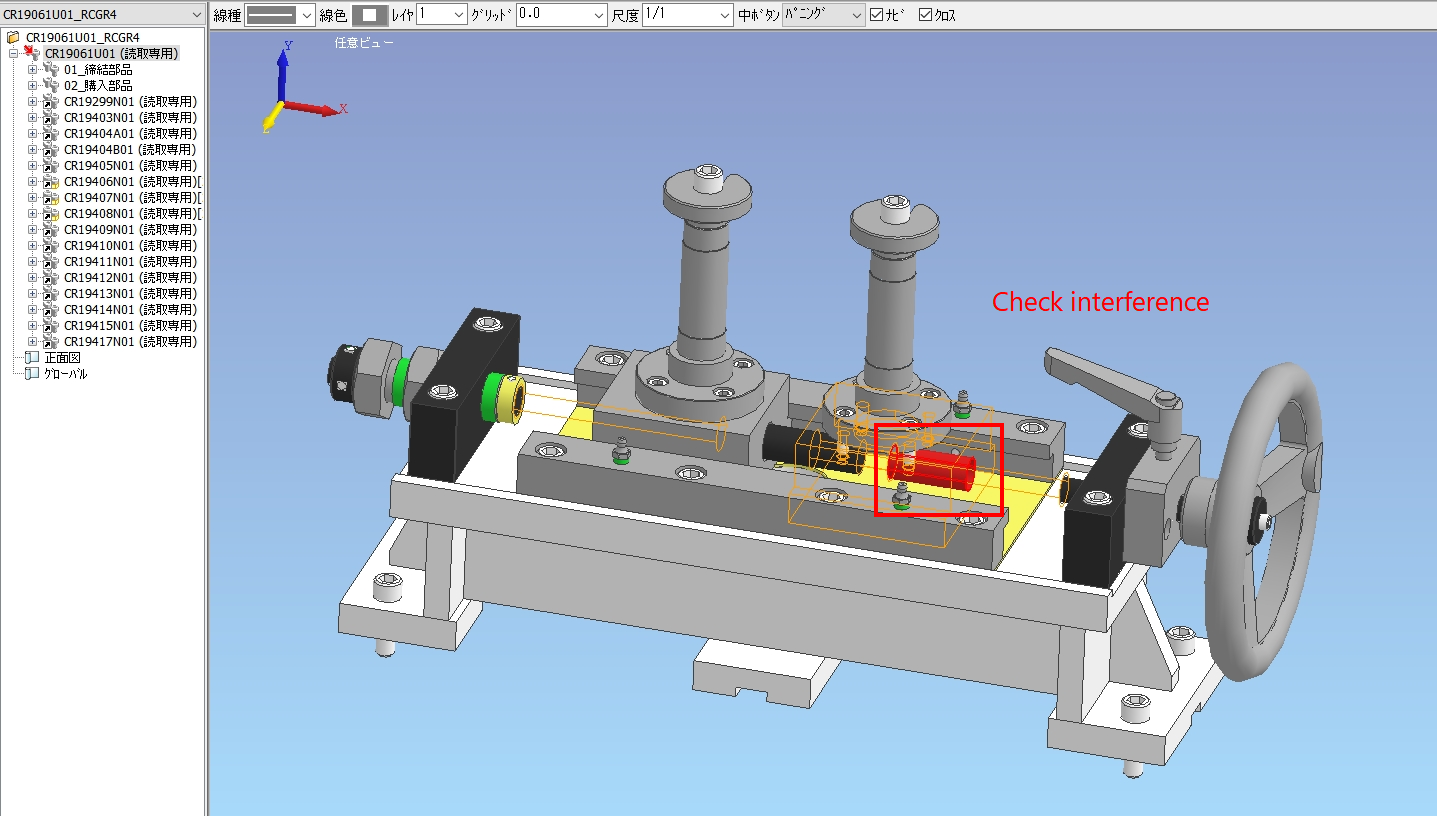 CR19061U01_RCGR4
線種
線色
ﾚｲﾔ 1
ｸﾞﾘｯﾄﾞ 0.0
尺度 1/1
中ﾎﾞﾀﾝ ﾊﾟﾆﾝｸﾞ
ﾅﾋﾞ
ｸﾛｽ
CR19061U01_RCGR4
CR19061U01 (読取専用)
01_締結部品
02_購入部品
CR19299N01 (読取専用)
CR19403N01 (読取専用)
CR19404A01 (読取専用)
CR19404B01 (読取専用)
CR19405N01 (読取専用)
CR19406N01 (読取専用)[
CR19407N01 (読取専用)[
CR19408N01 (読取専用)[
CR19409N01 (読取専用)
CR19410N01 (読取専用)
CR19411N01 (読取専用)
CR19412N01 (読取専用)
CR19413N01 (読取専用)
CR19414N01 (読取専用)
CR19415N01 (読取専用)
CR19417N01 (読取専用)
正面図
ｸﾞﾛｰﾊﾞﾙ
任意ビュー
Y
X
Z
Check interference